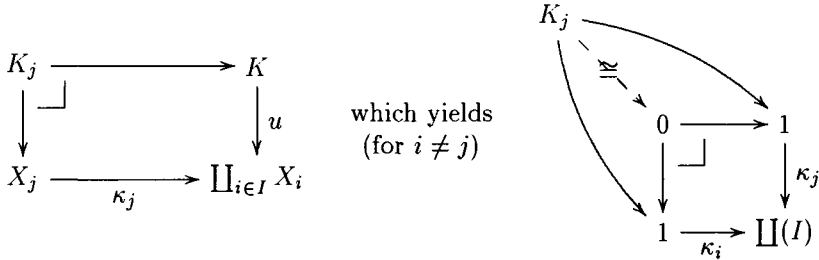 K_j K
u
X_j κ_j ∐_{i∈I} X_i
which yields
(for i ≠ j)
K_j
≅
0 1
κ_j
1 κ_i ∐(I)